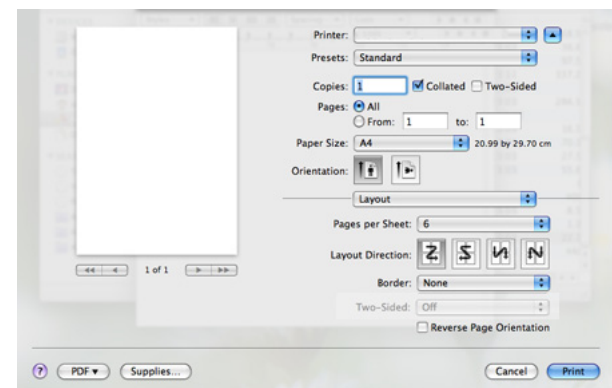 Printer:
Presets: Standard
Copies: 1 Collated Two-Sided
Pages: All
From: 1 to: 1
Paper Size: A4 20.99 by 29.70 cm
Orientation:
Layout
Pages per Sheet: 6
Layout Direction:
1 of 1
Border: None
Two-Sided: Off
Reverse Page Orientation
? PDF Supplies... Cancel Print